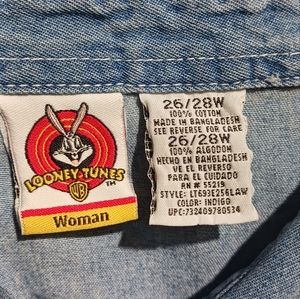 LOONEY TUNES
TM
WB
Woman
26/28W
100% COTTON
MADE IN BANGLADESH
SEE REVERSE FOR CARE
26/28W
100% ALGODON
HECHO EN BANGLADESH
VEA EL REVERSO
PARA EL CUIDADO
RN # 55219
STYLE: LT693E256LAW
COLOR: INDIGO
UPC:732409780534